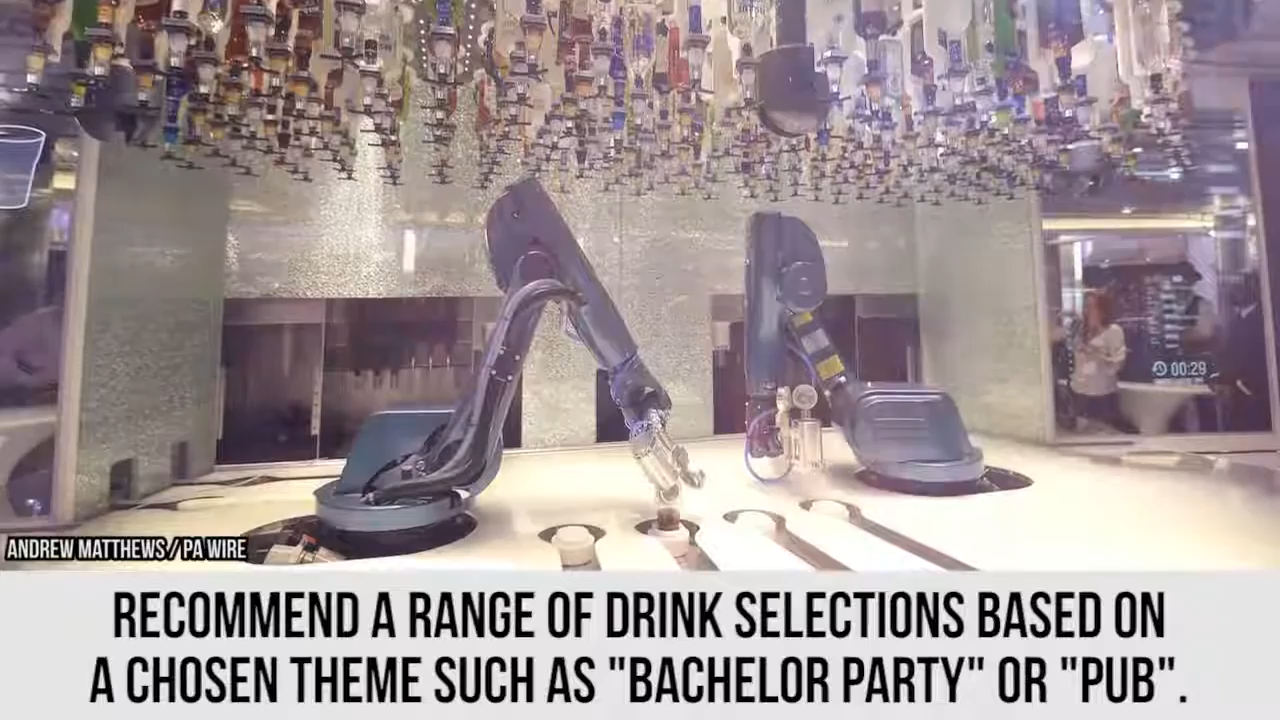 00:29
ANDREW MATTHEWS/PA WIRE
RECOMMEND A RANGE OF DRINK SELECTIONS BASED ON
A CHOSEN THEME SUCH AS "BACHELOR PARTY" OR "PUB".